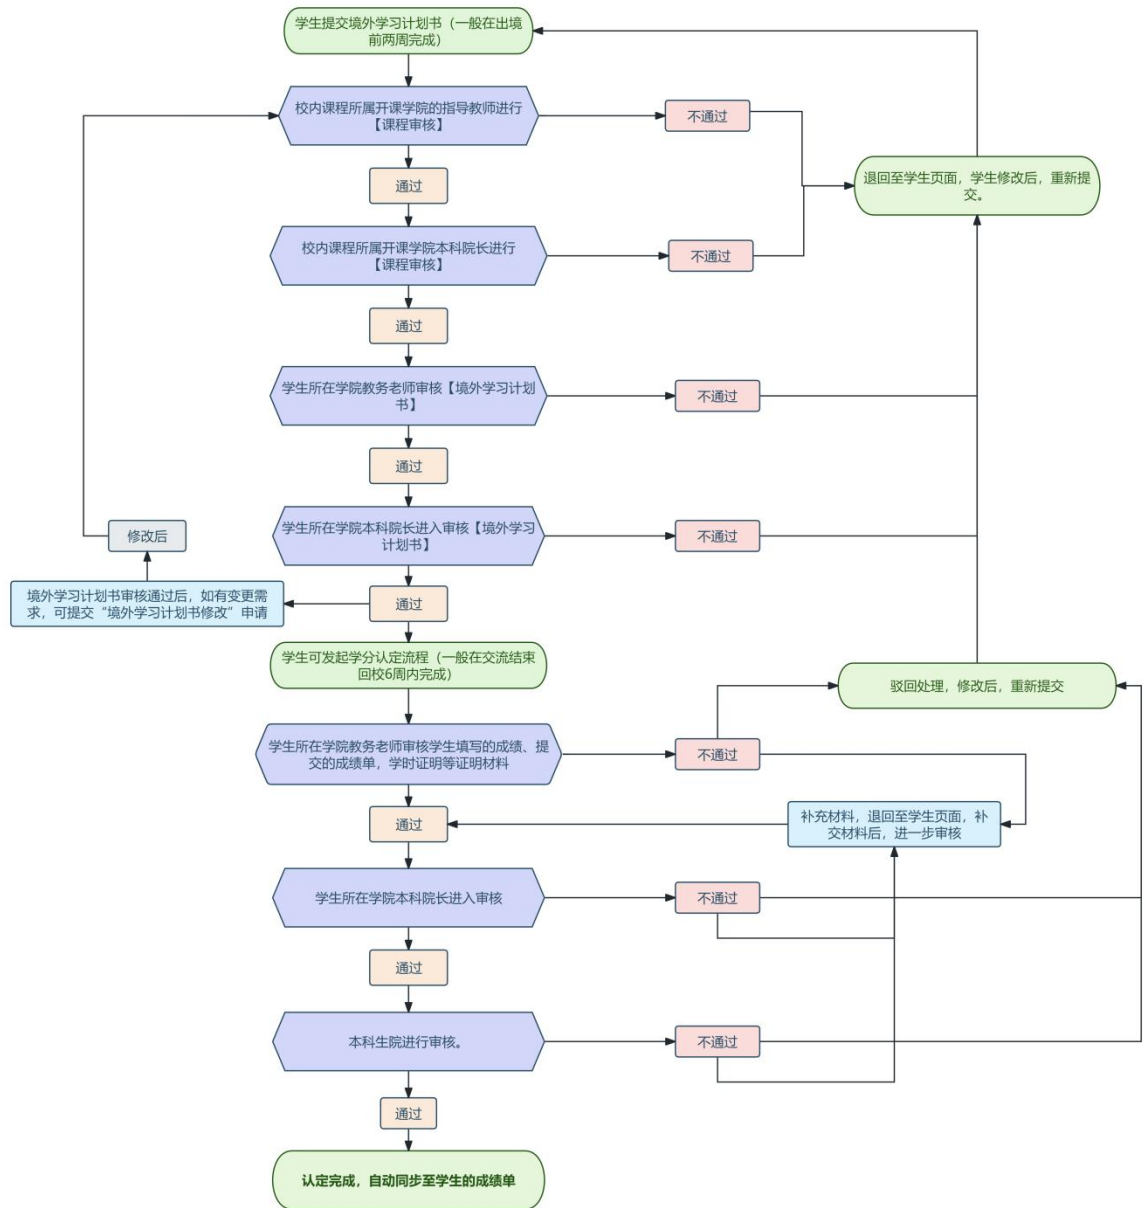 学生提交境外学习计划书（一般在出境
前两周完成）
校内课程所属开课学院的指导教师进行
【课程审核】
不通过
通过
退回至学生页面，学生修改后，重新提
交。
校内课程所属开课学院本科院长进行
【课程审核】
不通过
通过
学生所在学院教务老师审核【境外学习计划
书】
不通过
通过
学生所在学院本科院长进入审核【境外学习
计划书】
不通过
修改后
境外学习计划书审核通过后，如有变更需
求，可提交“境外学习计划书修改”申请
通过
学生可发起学分认定流程（一般在交流结束
回校6周内完成）
驳回处理，修改后，重新提交
学生所在学院教务老师审核学生填写的成绩、提
交的成绩单，学时证明等证明材料
不通过
通过
补充材料，退回至学生页面，补
交材料后，进一步审核
学生所在学院本科院长进入审核
不通过
通过
本科生院进行审核。
不通过
通过
认定完成，自动同步至学生的成绩单